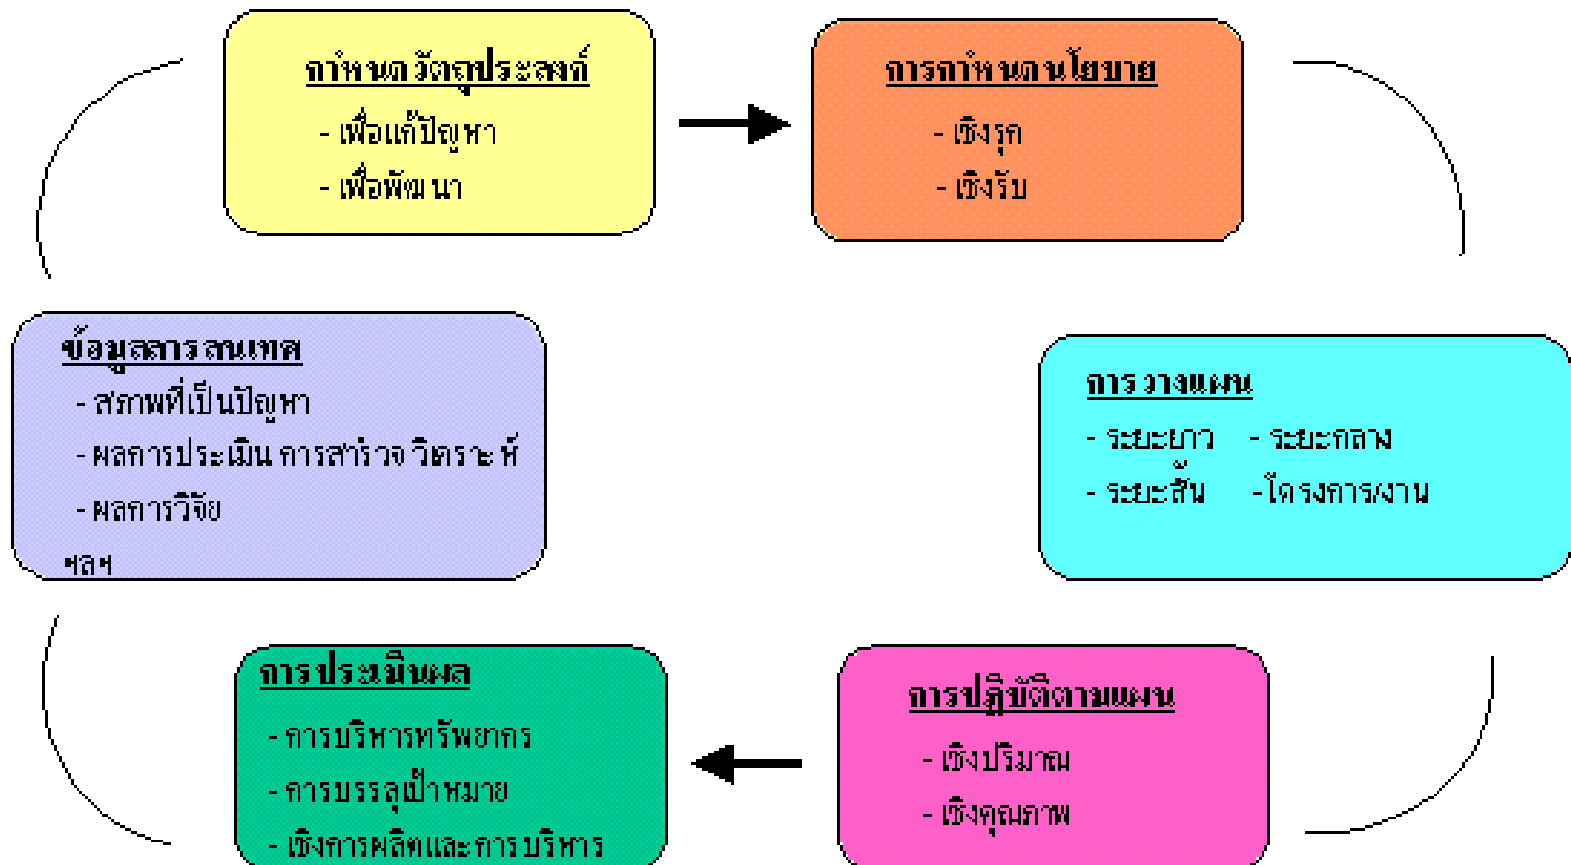 กำหนดวัตถุประสงค์
- เพื่อแก้ปัญหา
- เพื่อพัฒนา
การกำหนดนโยบาย
- เชิงรุก
- เชิงรับ
ข้อมูลสารสนเทศ
- สภาพที่เป็นปัญหา
- ผลการประเมิน การสำรวจ วิเคราะห์
- ผลการวิจัย
ฯลฯ
การวางแผน
- ระยะยาว - ระยะกลาง
- ระยะสั้น -โครงการ/งาน
การประเมินผล
- การบริหารทรัพยากร
- การบรรลุเป้าหมาย
- เชิงการผลิตและการบริหาร
การปฏิบัติตามแผน
- เชิงปริมาณ
- เชิงคุณภาพ